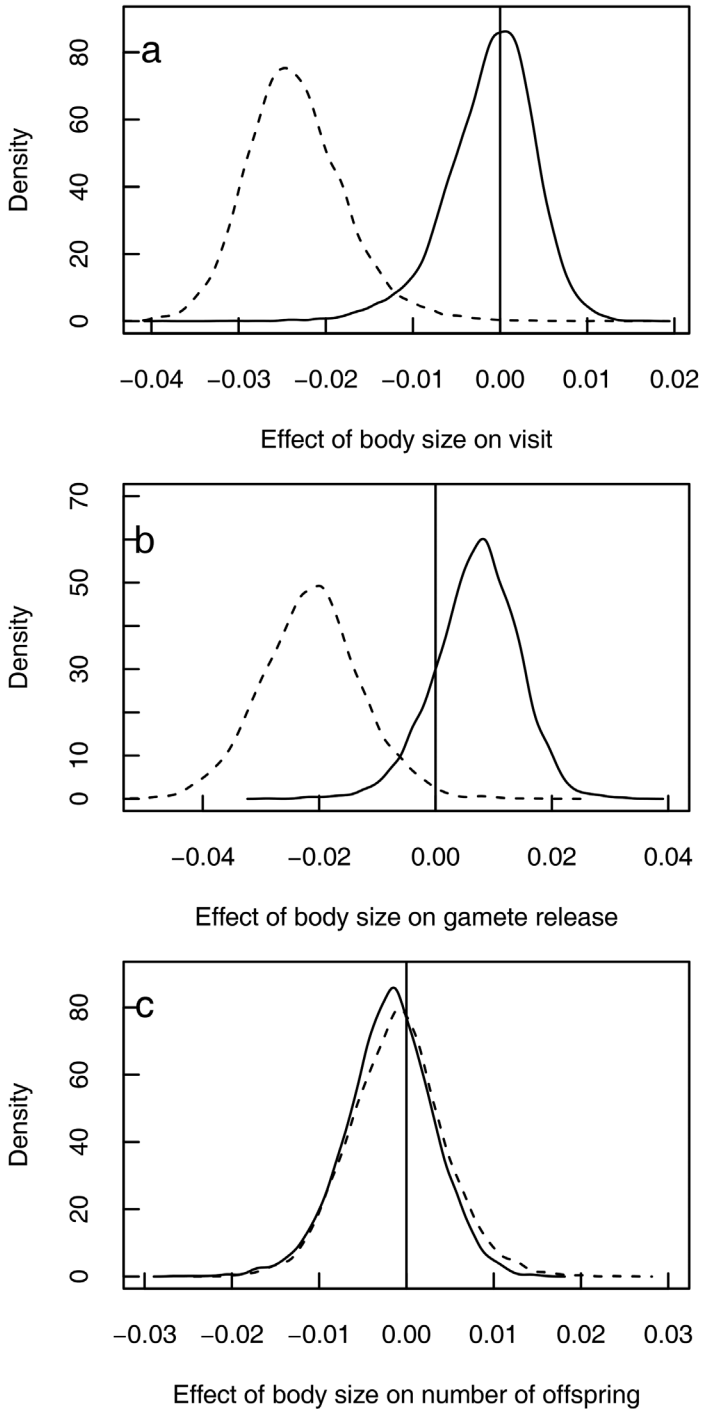 a
Density
80
60
40
20
0
−0.04 −0.03 −0.02 −0.01 0.00 0.01 0.02
Effect of body size on visit
b
Density
70
50
30
10
0
−0.04 −0.02 0.00 0.02 0.04
Effect of body size on gamete release
c
Density
80
60
40
20
0
−0.03 −0.02 −0.01 0.00 0.01 0.02 0.03
Effect of body size on number of offspring